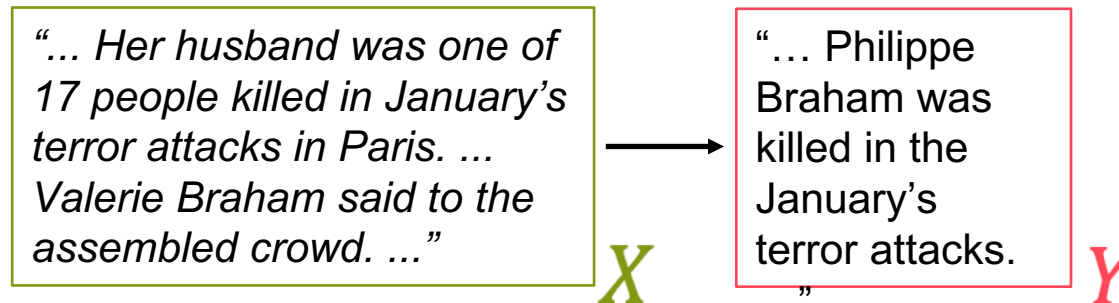 “... Her husband was one of
17 people killed in January’s
terror attacks in Paris. ...
Valerie Braham said to the
assembled crowd. ...”
X
“… Philippe
Braham was
killed in the
January’s
terror attacks.
”
Y